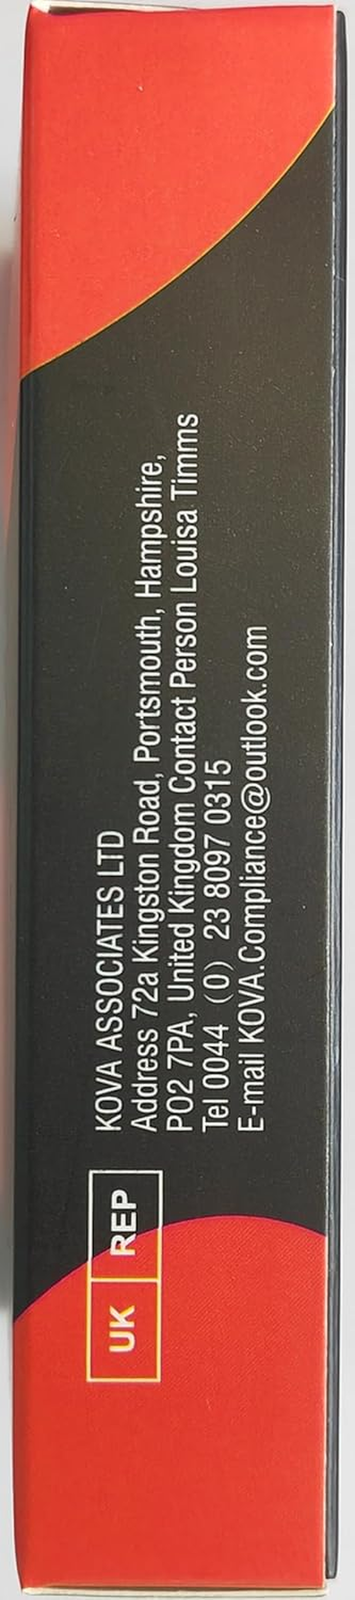 UK REP
KOVA ASSOCIATES LTD
Address 72a Kingston Road, Portsmouth, Hampshire,
PO2 7PA, United Kingdom Contact Person Louisa Timms
Tel 0044（0）23 8097 0315
E-mail KOVA.Compliance@outlook.com